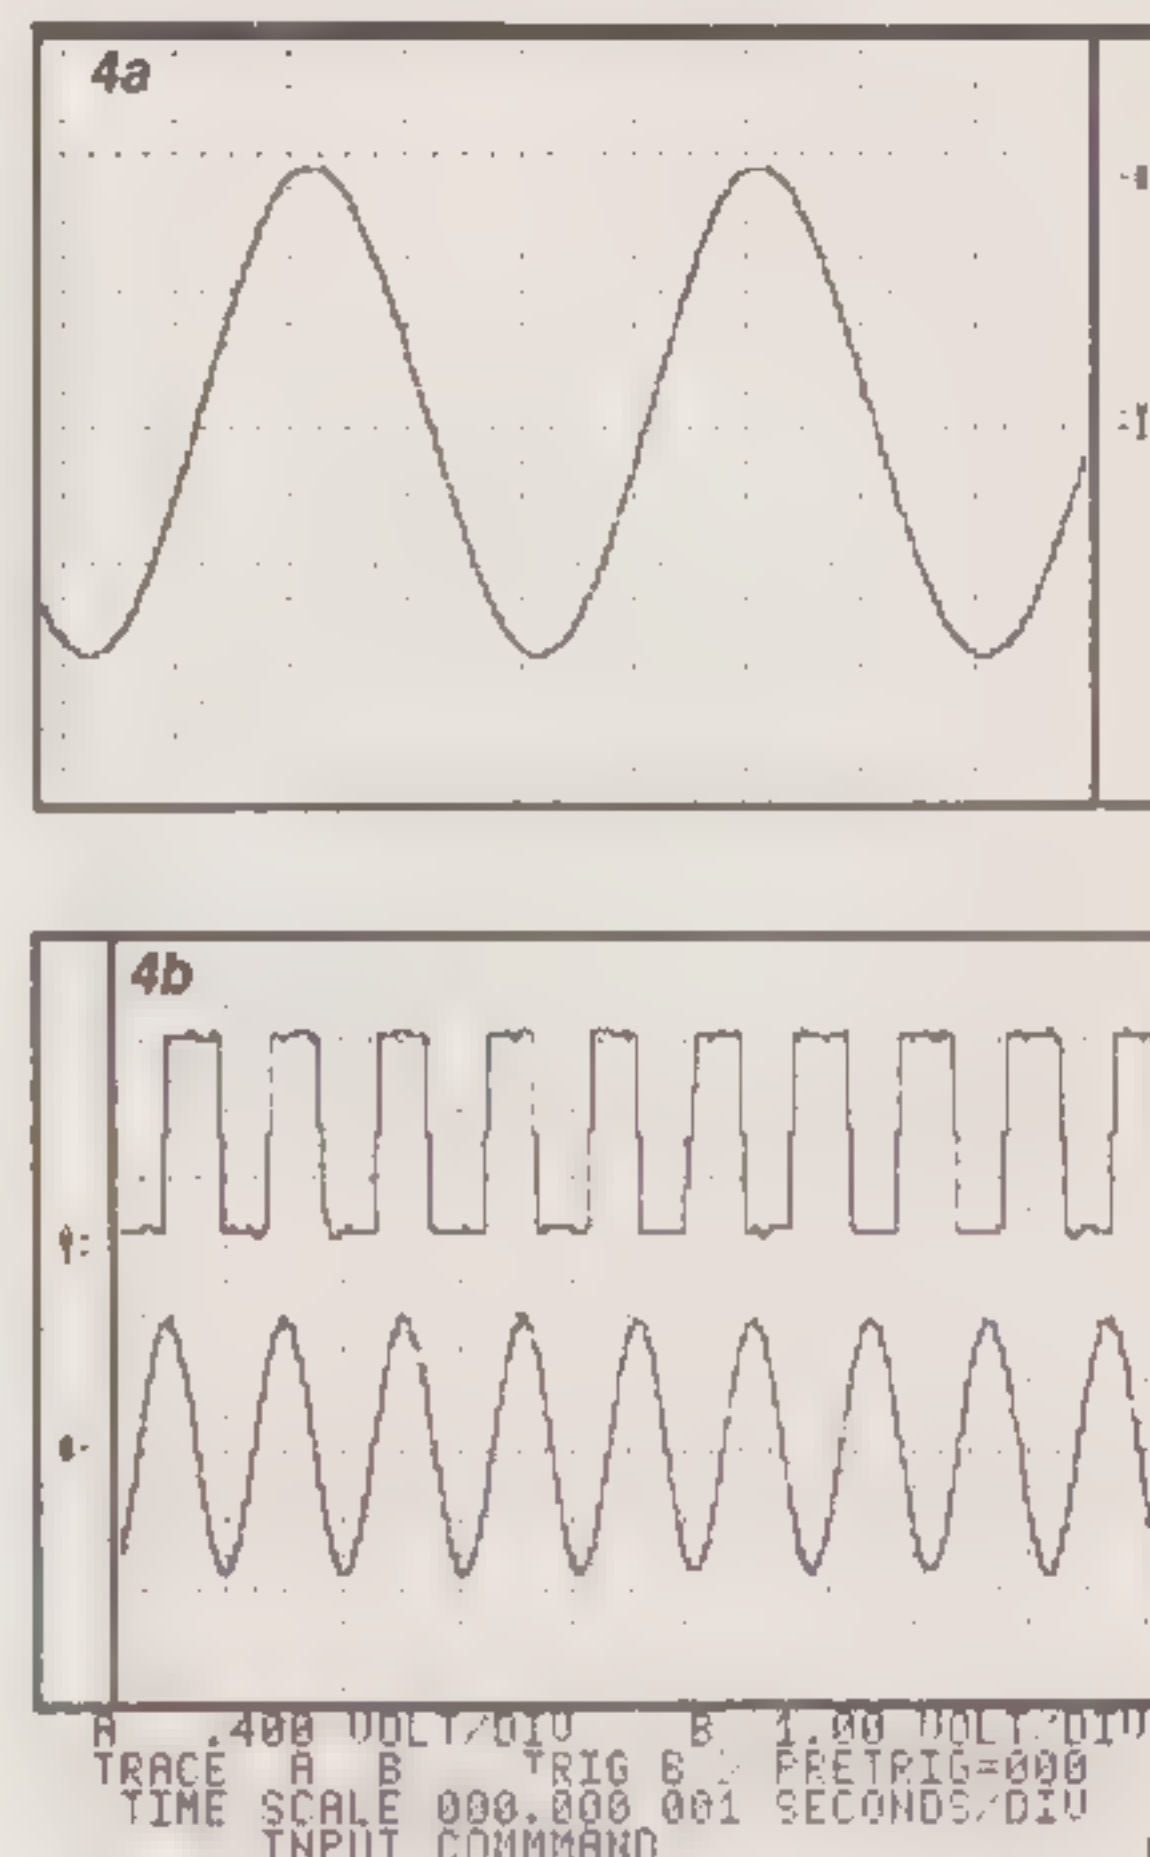 4a
4b
A .400 VOLT/DIV B 1.00 VOLT/DIV
TRACE A B TRIG B PRETRIG=000
TIME SCALE 000.000 001 SECONDS/DIV
INPUT COMMMAND